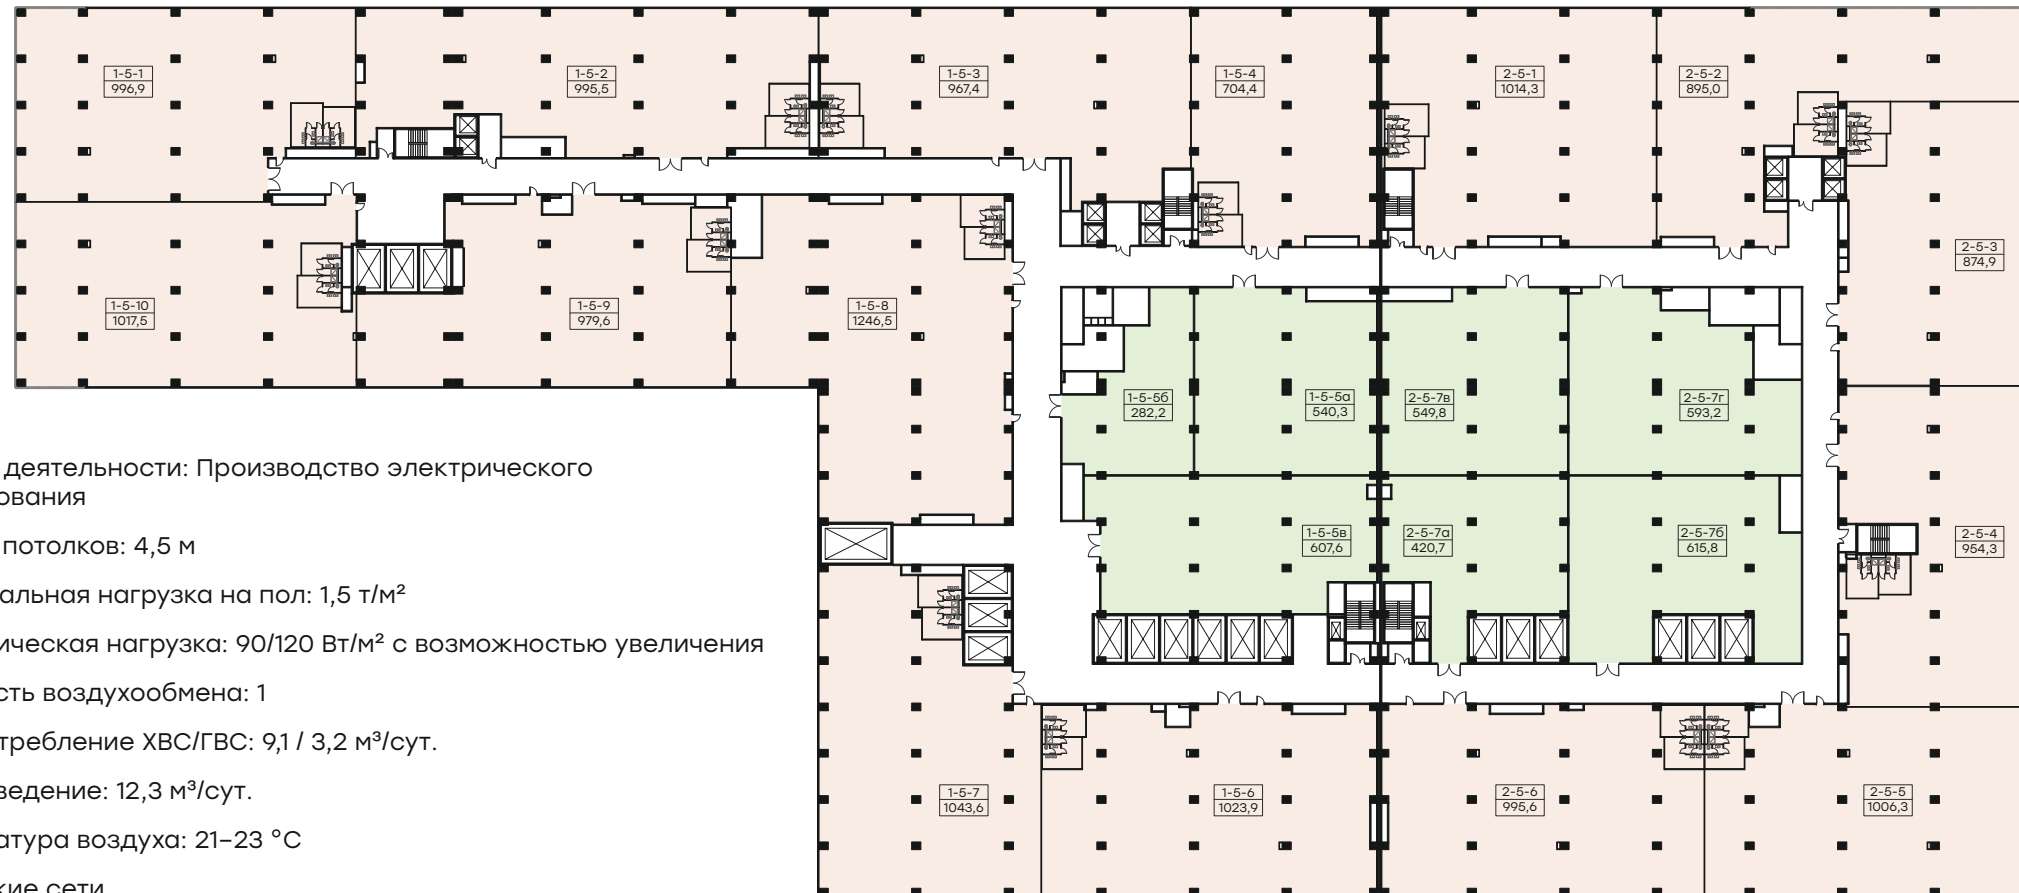 1-5-1
996,9
1-5-2
995,5
1-5-3
967,4
1-5-4
704,4
2-5-1
1014,3
2-5-2
895,0
2-5-3
874,9
1-5-10
1017,5
1-5-9
979,6
1-5-8
1246,5
1-5-5б
282,2
1-5-5а
540,3
2-5-7в
549,8
2-5-7г
593,2
1-5-5в
607,6
2-5-7а
420,7
2-5-7б
615,8
2-5-4
954,3
1-5-7
1043,6
1-5-6
1023,9
2-5-6
995,6
2-5-5
1006,3
деятельности: Производство электрического
ования
потолков: 4,5 м
альная нагрузка на пол: 1,5 т/м²
ическая нагрузка: 90/120 Вт/м² с возможностью увеличения
сть воздухообмена: 1
требление ХВС/ГВС: 9,1 / 3,2 м³/сут.
ведение: 12,3 м³/сут.
атура воздуха: 21–23 °C
кие сети